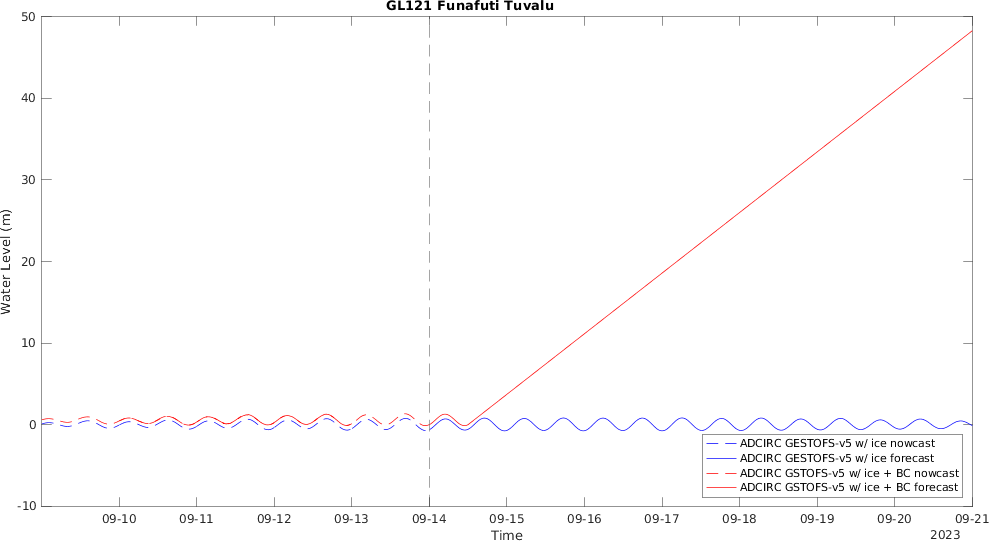 GL121 Funafuti Tuvalu
50
40
30
20
10
0
-10
Water Level (m)
09-10 09-11 09-12 09-13 09-14 09-15 09-16 09-17 09-18 09-19 09-20 09-21
Time
2023
ADCIRC GESTOFS-v5 w/ ice nowcast
ADCIRC GESTOFS-v5 w/ ice forecast
ADCIRC GSTOFS-v5 w/ ice + BC nowcast
ADCIRC GSTOFS-v5 w/ ice + BC forecast